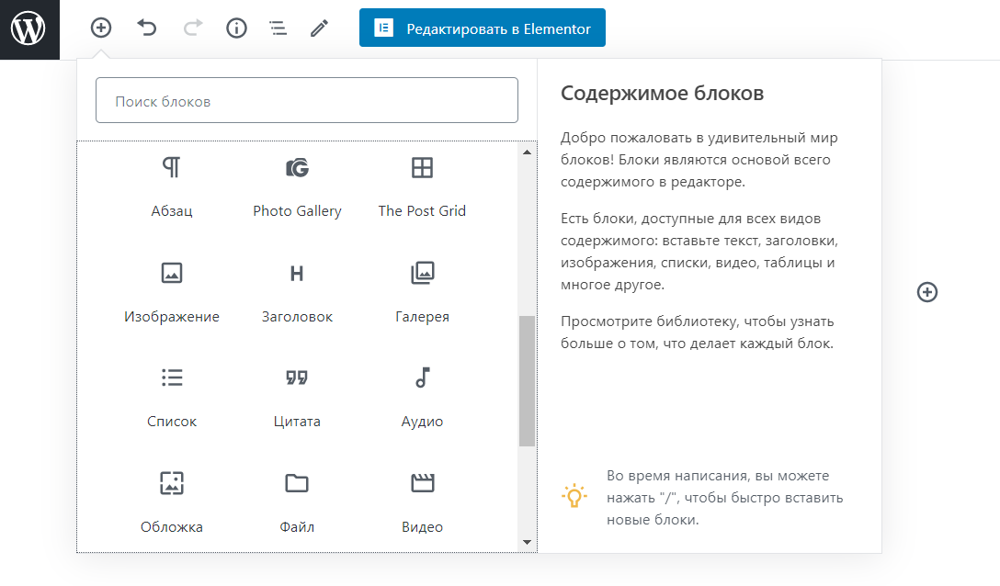 Редактировать в Elementor
Поиск блоков
Абзац
Photo Gallery
The Post Grid
Изображение
Заголовок
Галерея
Список
Цитата
Аудио
Обложка
Файл
Видео
Содержимое блоков
Добро пожаловать в удивительный мир
блоков! Блоки являются основой всего
содержимого в редакторе.
Есть блоки, доступные для всех видов
содержимого: вставьте текст, заголовки,
изображения, списки, видео, таблицы и
многое другое.
Просмотрите библиотеку, чтобы узнать
больше о том, что делает каждый блок.
Во время написания, вы можете
нажать "/", чтобы быстро вставить
новые блоки.